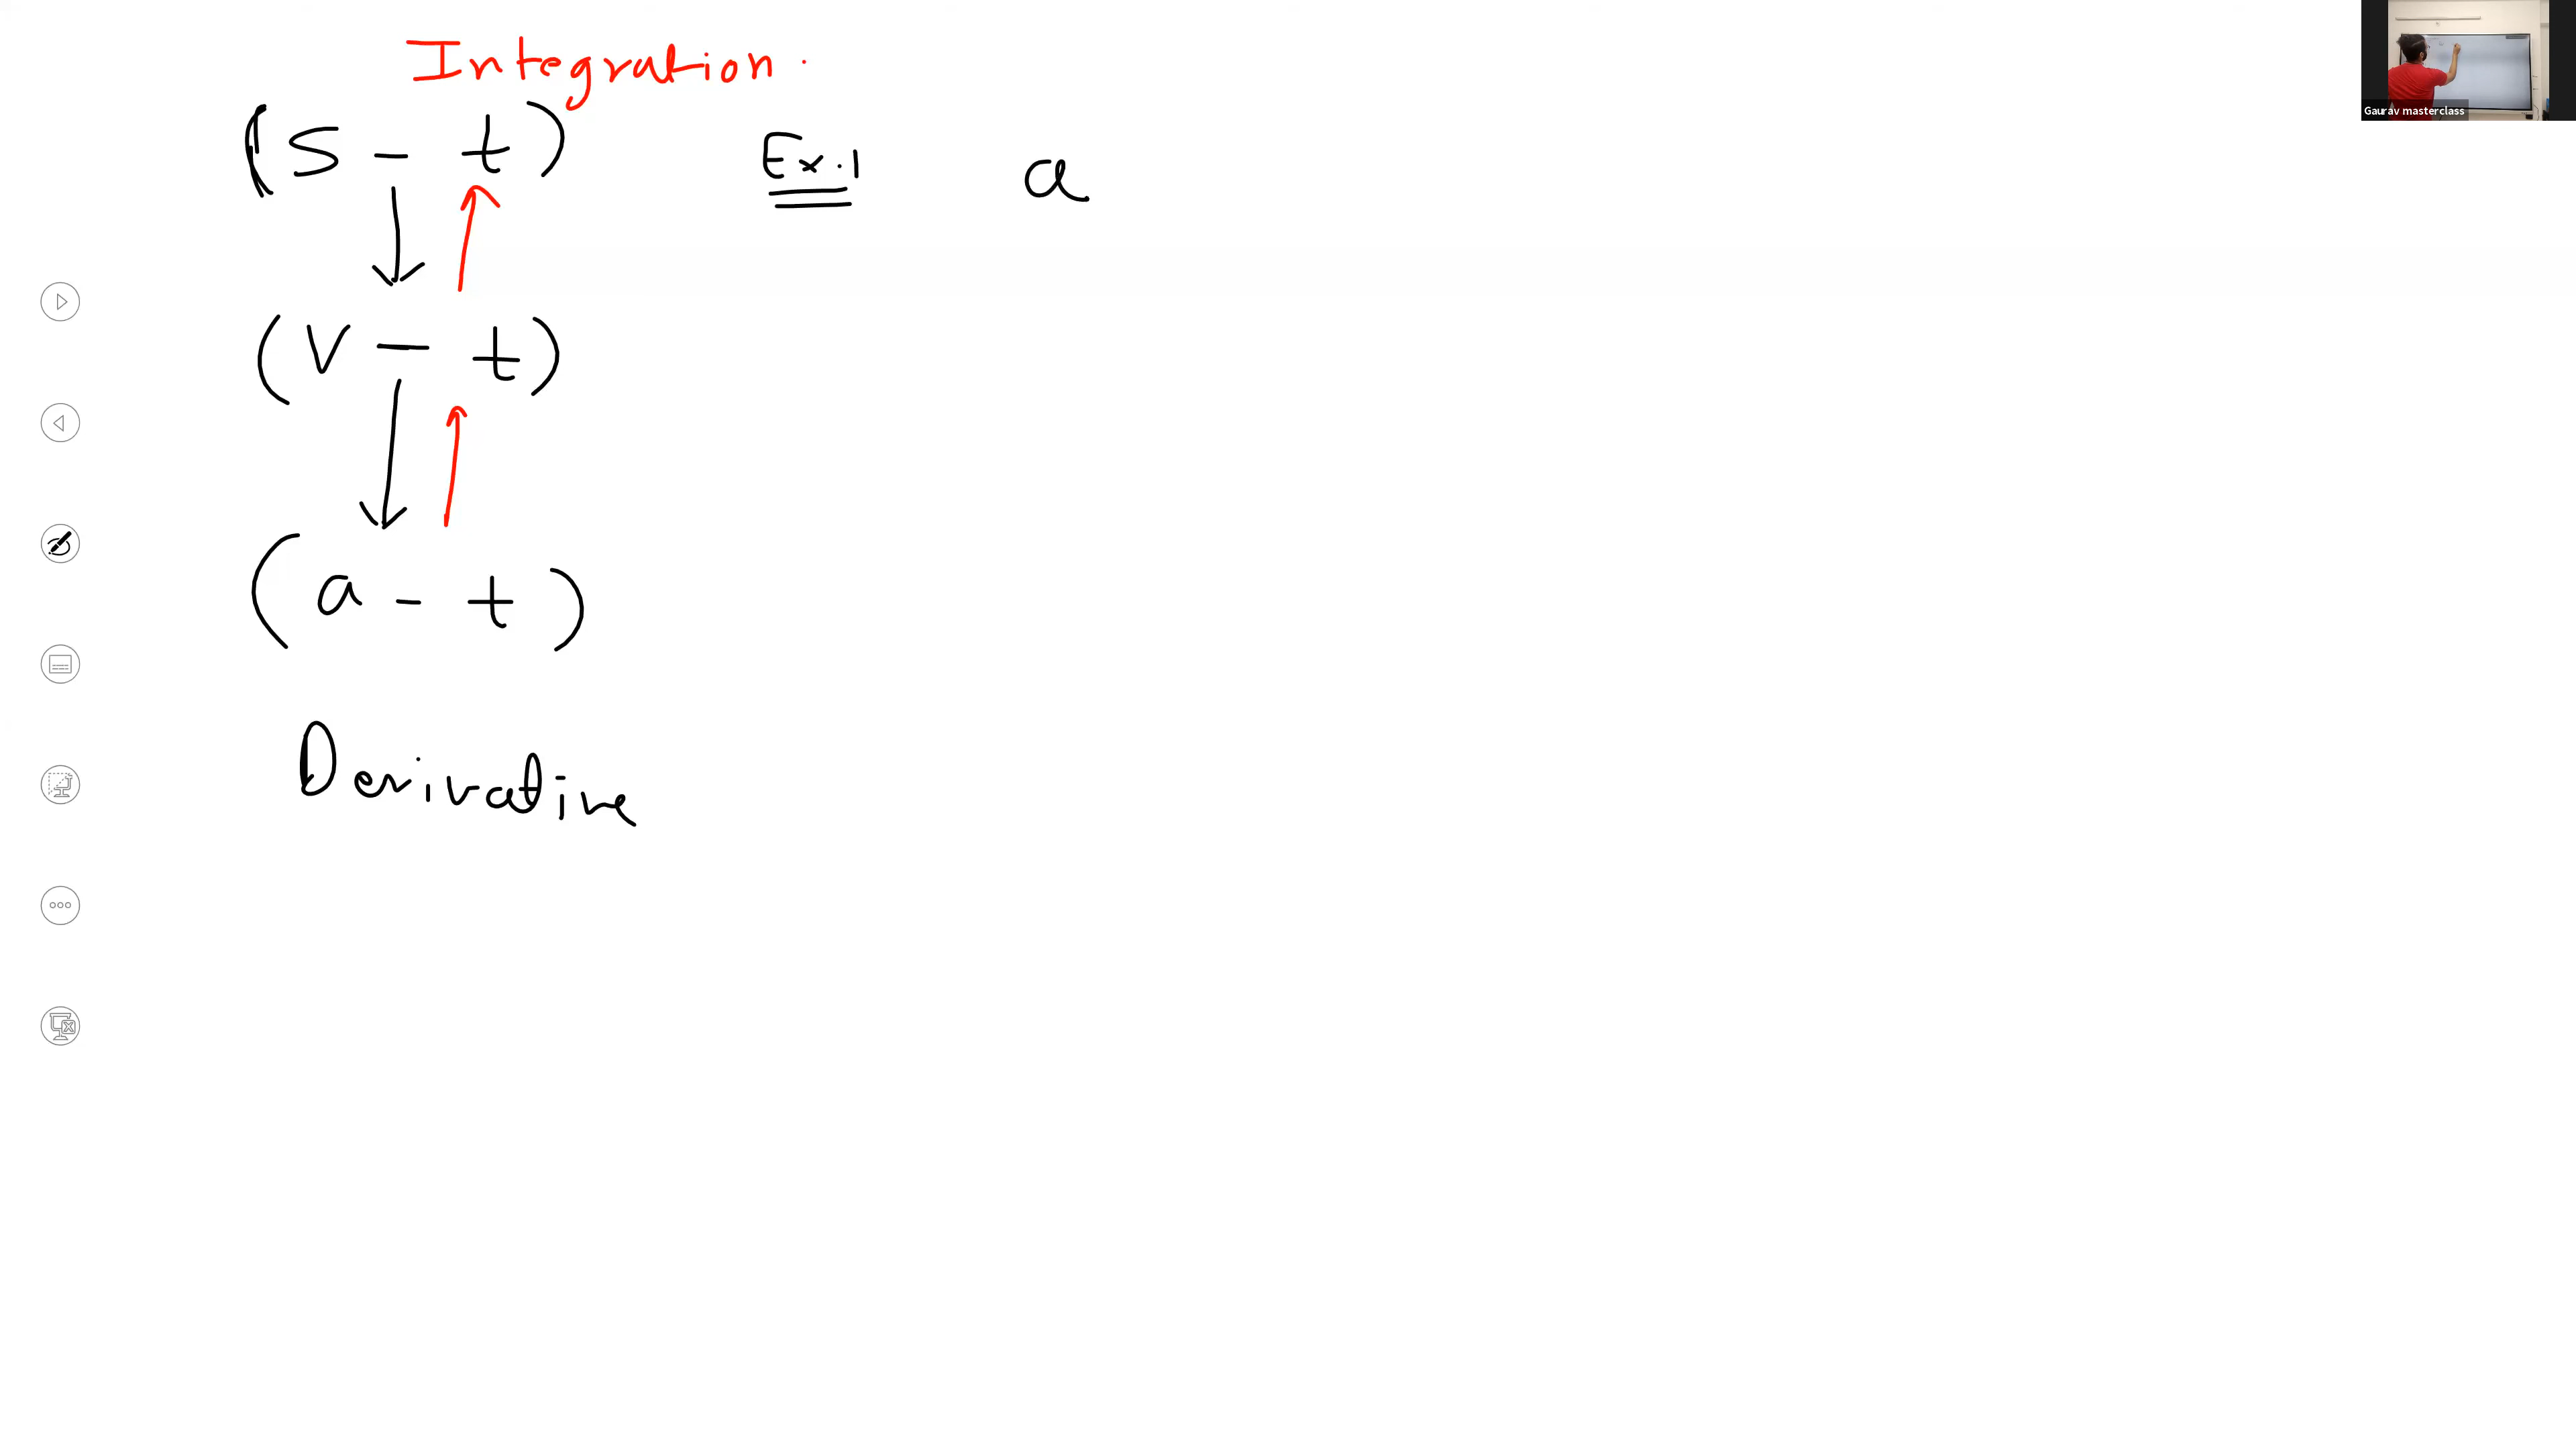 Integration.
(S - t)
Ex.1 a
(V - t)
(a - t)
Derivative
Gaurav masterclass